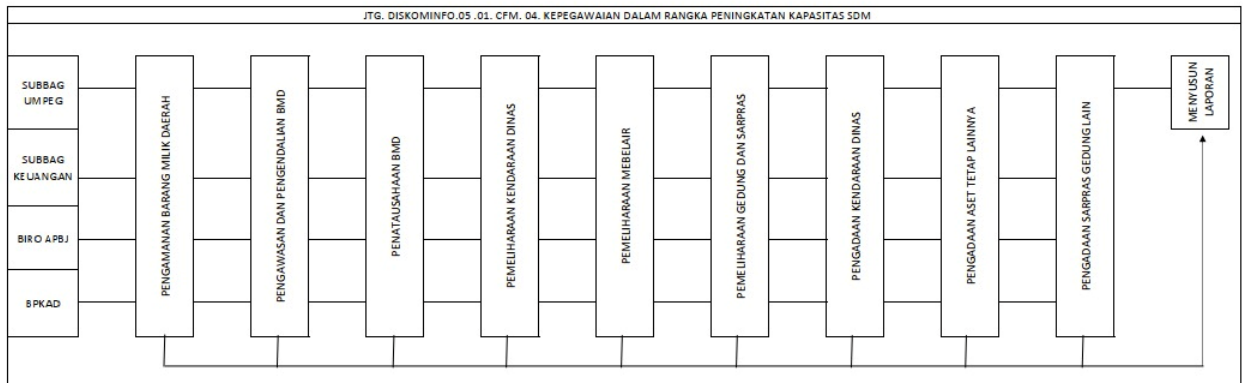 JTG. DISKOMINFO.05 .01. CFM. 04. KEPEGAWAIAN DALAM RANGKA PENINGKATAN KAPASITAS SDM
SUBBAG
UMPEG
SUBBAG
KEUANGAN
BIRO APBJ
BPKAD
PENGAMANAN BARANG MILIK DAERAH
PENGAWASAN DAN PENGENDALIAN BMD
PENATAUSAHAAN BMD
PEMELIHARAAN KENDARAAN DINAS
PEMELIHARAAN MEBELAIR
PEMELIHARAAN GEDUNG DAN SARPRAS
PENGADAAN KENDARAAN DINAS
PENGADAAN ASET TETAP LAINNYA
PENGADAAN SARPRAS GEDUNG LAIN
MENYUSUN
LAPORAN